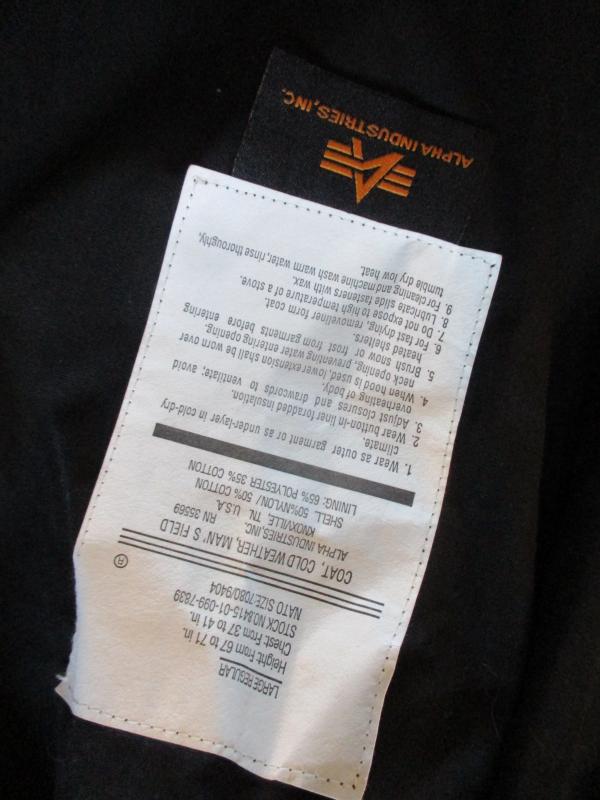 LARGE REGULAR
Height: From 67 to 71 in.
Chest: From 37 to 41 in.
STOCK NO.8415-01-099-7839
NATO SIZE:7080/9404
®
COAT, COLD WEATHER, MAN'S FIELD
ALPHA INDUSTRIES,INC.
KNOXVILLE, TN. U.S.A.
RN 35569
SHELL: 50%NYLON/ 50% COTTON
LINING: 65% POLYESTER 35% COTTON
1. Wear as outer garment or as under-layer in cold-dry
climate.
2. Wear button-in liner foradded insulation.
3. Adjust closures and drawcords to ventilate, avoid
overheating of body.
4. When hood is used, lower extension shall be worn over
neck opening, preventing water entering opening.
5. Brush snow or frost from garments before entering
heated shelters.
6. For fast drying, removeliner form coat.
7. Do not expose to high temperature of a stove.
8. Lubricate slide fasteners with wax.
9. For cleaning and machine wash warm water,rinse thoroughly,
tumble dry low heat.
ALPHA INDUSTRIES, INC.